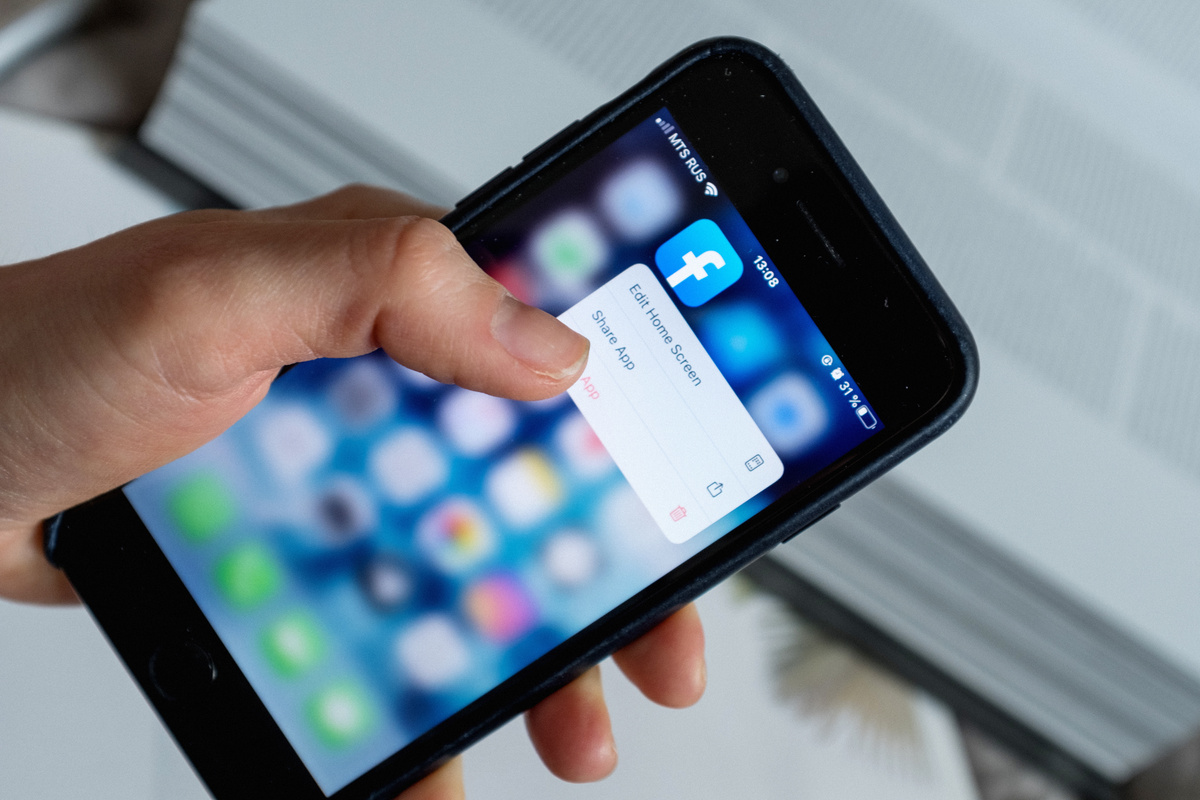 MTS RUS
13:08
31 %
Edit Home Screen
Share App
App